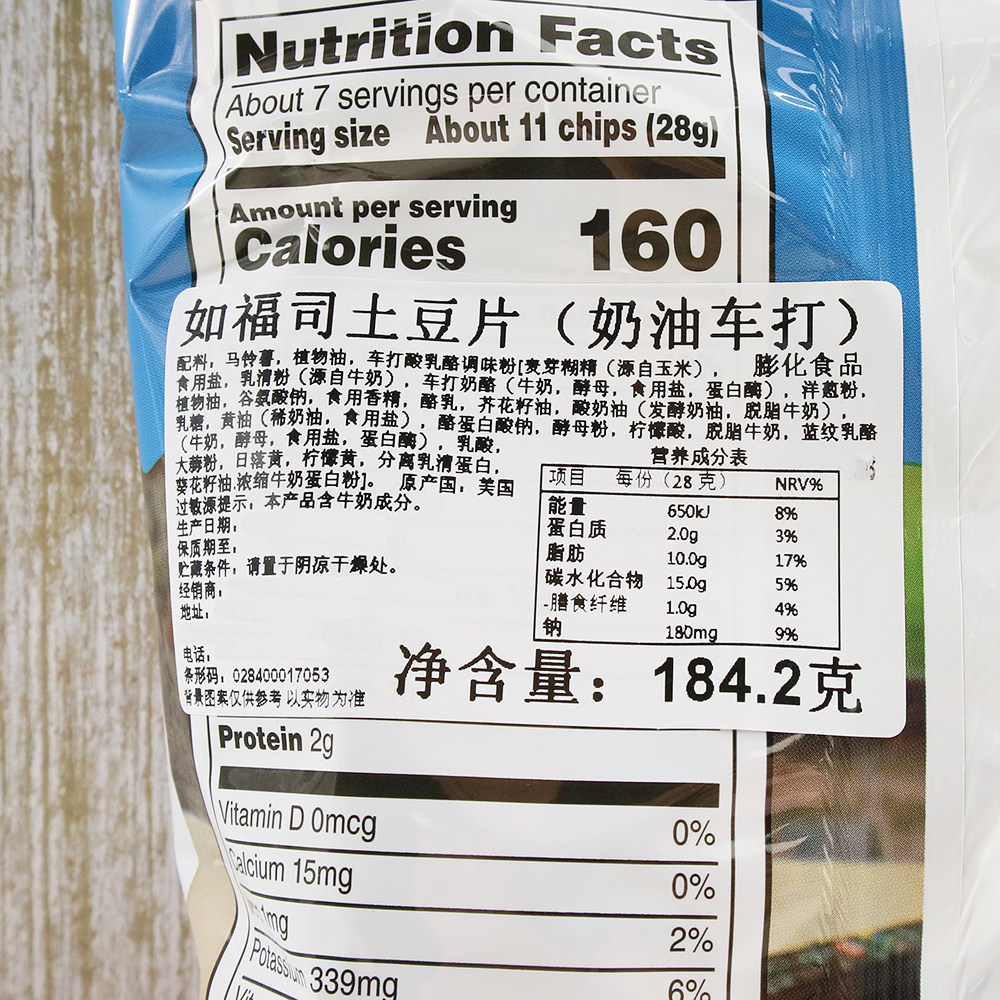 Nutrition Facts
About 7 servings per container
Serving size About 11 chips (28g)
Amount per serving
Calories 160
如福司土豆片（奶油车打）
配料：马铃薯，植物油，车打酸乳酪调味粉[麦芽糊精（源自玉米）， 膨化食品
食用盐，乳清粉（源自牛奶），车打奶酪（牛奶，酵母，食用盐，蛋白酶），洋葱粉，
植物油，谷氨酸钠，食用香精，酪乳，芥花籽油，酸奶油（发酵奶油，脱脂牛奶），
乳糖，黄油（稀奶油，食用盐），酪蛋白酸钠，酵母粉，柠檬酸，脱脂牛奶，蓝纹乳酪
（牛奶，酵母，食用盐，蛋白酶），乳酸，
大蒜粉，日落黄，柠檬黄，分离乳清蛋白，
葵花籽油,浓缩牛奶蛋白粉]。 原产国：美国
过敏源提示：本产品含牛奶成分。
生产日期：
保质期至：
贮藏条件：请置于阴凉干燥处。
经销商：
地址：
电话：
条形码：028400017053
背景图案仅供参考以实物为准
营养成分表
项目 每份（28克） NRV%
能量 650kJ 8%
蛋白质 2.0g 3%
脂肪 10.0g 17%
碳水化合物 15.0g 5%
-膳食纤维 1.0g 4%
钠 180mg 9%
净含量：184.2克
Protein 2g
Vitamin D 0mcg 0%
Calcium 15mg 0%
1mg 2%
Potassium 339mg 6%